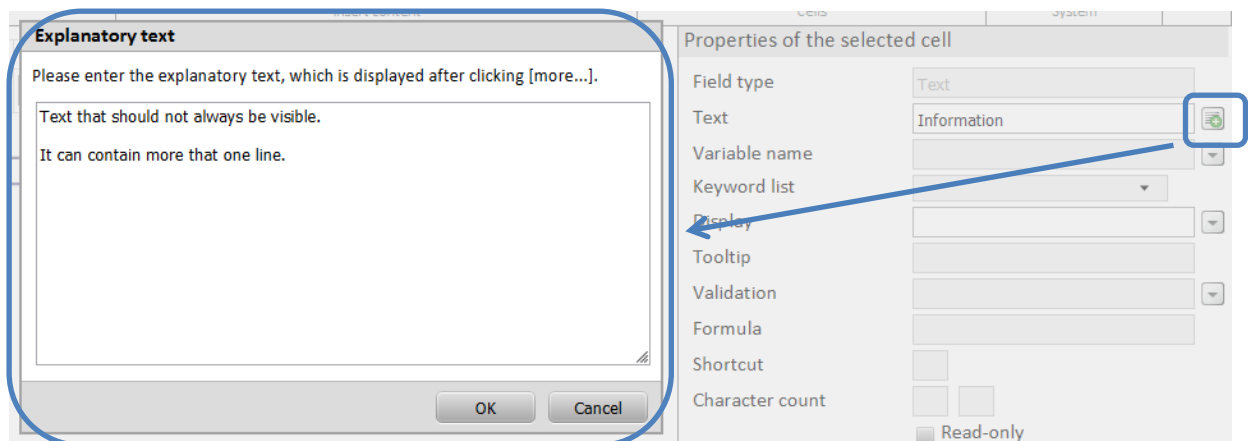 Insert content
Cells
System
Explanatory text
Please enter the explanatory text, which is displayed after clicking [more...].
Text that should not always be visible.
It can contain more that one line.
OK
Cancel
Properties of the selected cell
Field type
Text
Text
Information
Variable name
Keyword list
Display
Tooltip
Validation
Formula
Shortcut
Character count
Read-only